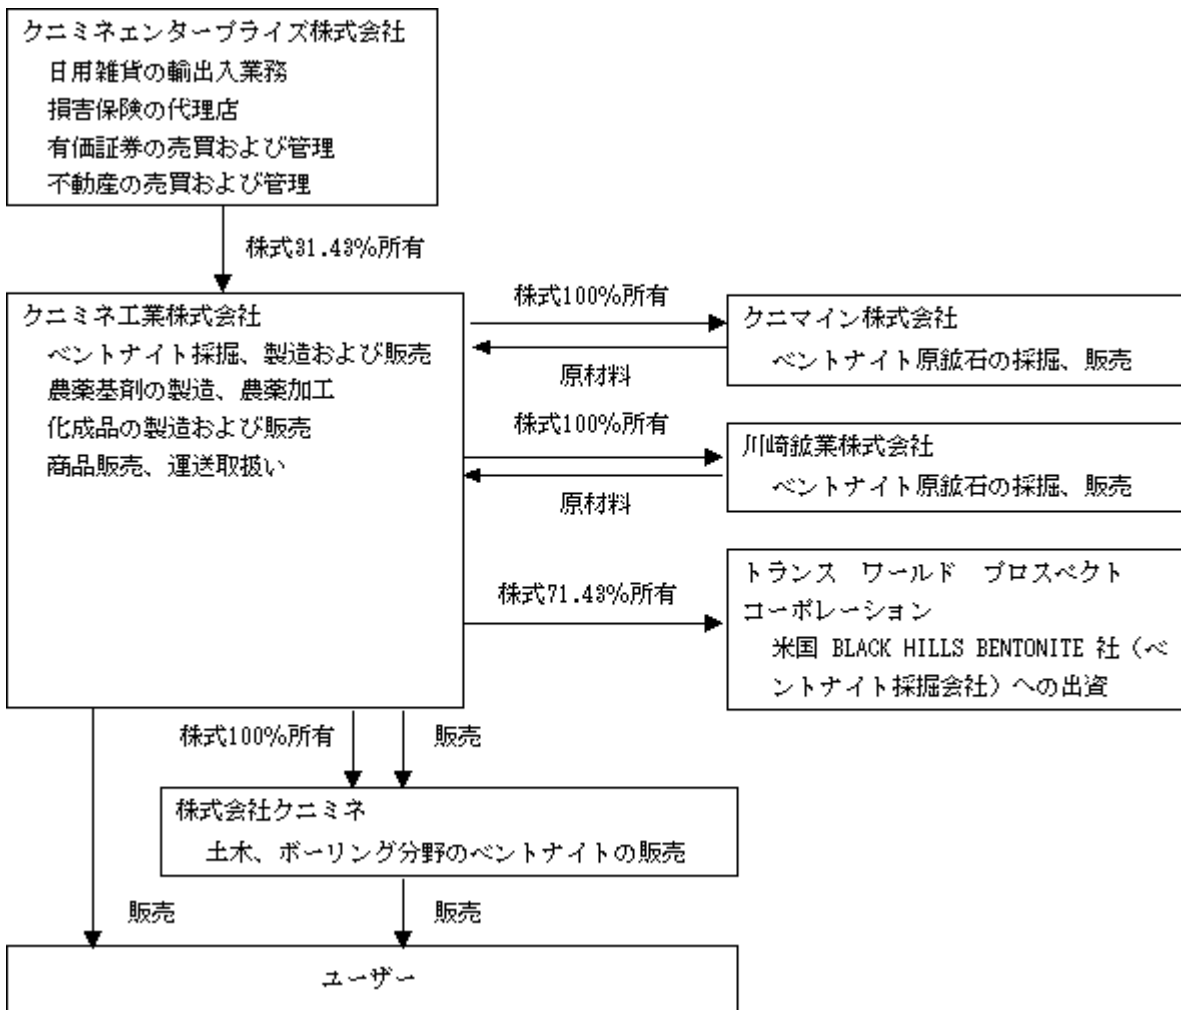 クニミネエンタープライズ株式会社
日用雑貨の輸出入業務
損害保険の代理店
有価証券の売買および管理
不動産の売買および管理
株式31.43%所有
クニミネ工業株式会社
ベントナイト採掘、製造および販売
農薬基剤の製造、農薬加工
化成品の製造および販売
商品販売、運送取扱い
株式100%所有
原材料
クニマイン株式会社
ベントナイト原鉱石の採掘、販売
株式100%所有
原材料
川崎鉱業株式会社
ベントナイト原鉱石の採掘、販売
株式71.43%所有
トランス　ワールド　プロスペクト
コーポレーション
米国 BLACK HILLS BENTONITE 社（ベ
ントナイト採掘会社）への出資
株式100%所有
販売
株式会社クニミネ
土木、ボーリング分野のベントナイトの販売
販売
販売
ユーザー